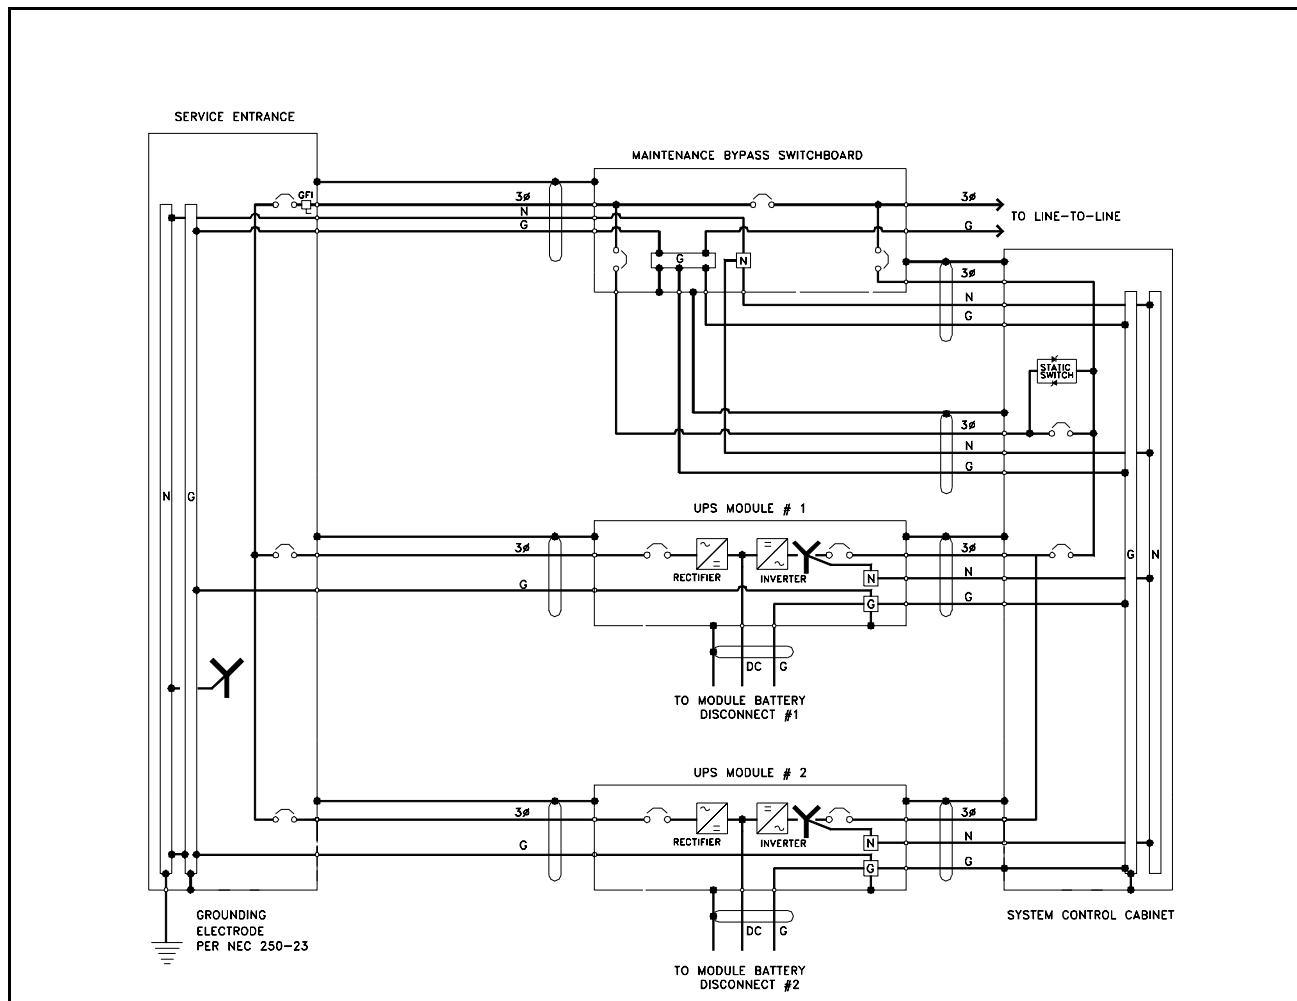 SERVICE ENTRANCE
MAINTENANCE BYPASS SWITCHBOARD
GFI
3ø
N
G
3ø
G
TO LINE-TO-LINE
G
N
3ø
N
G
STATIC
SWITCH
3ø
N
G
N
G
UPS MODULE # 1
3ø
G
RECTIFIER
INVERTER
N
G
3ø
N
G
G
N
DC
G
TO MODULE BATTERY
DISCONNECT #1
UPS MODULE # 2
3ø
G
RECTIFIER
INVERTER
N
G
3ø
N
G
DC
G
TO MODULE BATTERY
DISCONNECT #2
GROUNDING
ELECTRODE
PER NEC 250-23
SYSTEM CONTROL CABINET